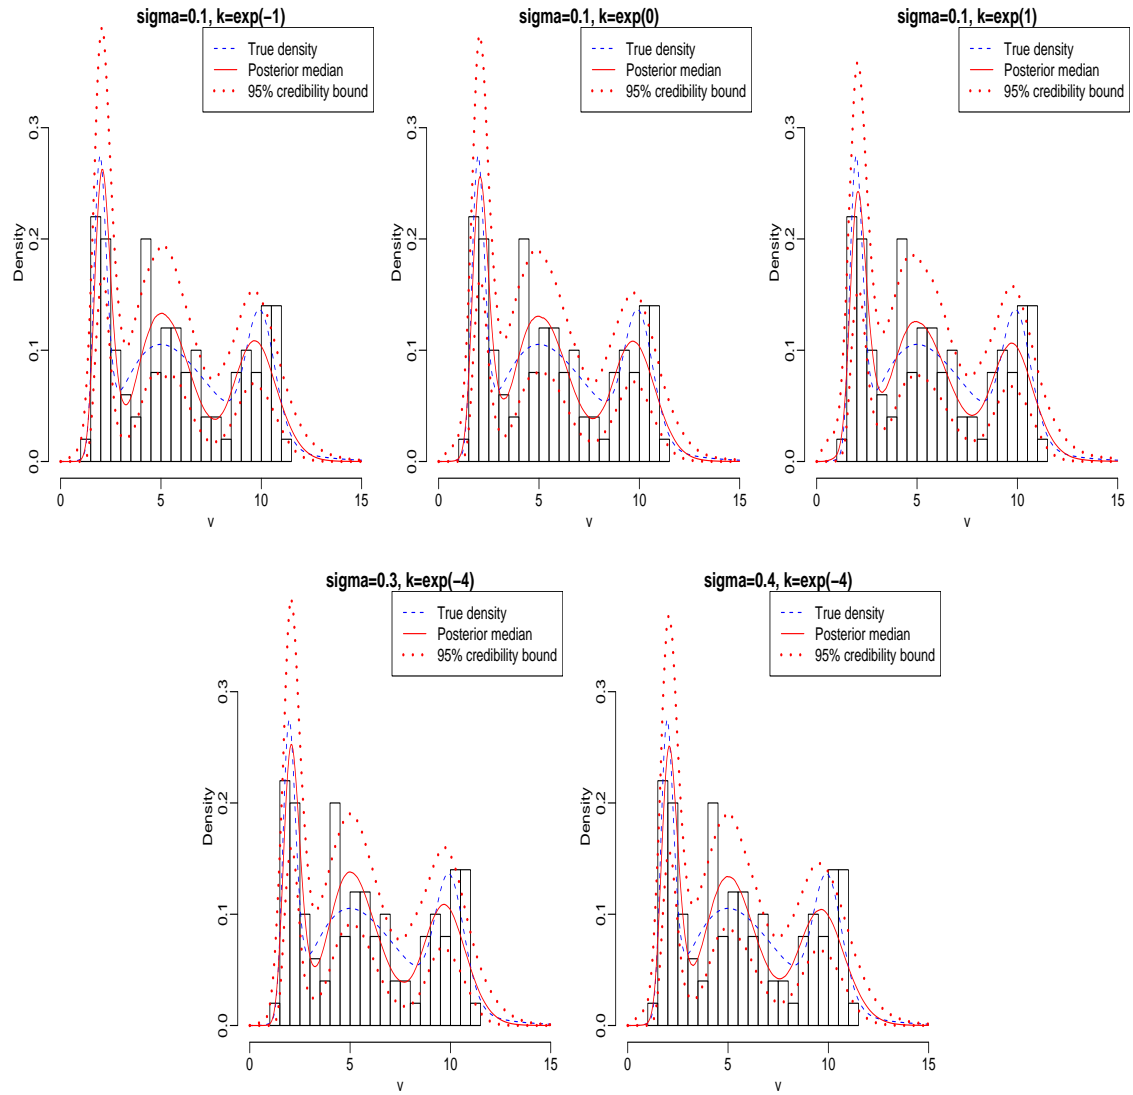 sigma=0.1, k=exp(−1)
True density
Posterior median
95% credibility bound
Density
0.0
0.1
0.2
0.3
0
5
10
15
v
sigma=0.1, k=exp(0)
True density
Posterior median
95% credibility bound
Density
0.0
0.1
0.2
0.3
0
5
10
15
v
sigma=0.1, k=exp(1)
True density
Posterior median
95% credibility bound
Density
0.0
0.1
0.2
0.3
0
5
10
15
v
sigma=0.3, k=exp(−4)
True density
Posterior median
95% credibility bound
Density
0.0
0.1
0.2
0.3
0
5
10
15
v
sigma=0.4, k=exp(−4)
True density
Posterior median
95% credibility bound
Density
0.0
0.1
0.2
0.3
0
5
10
15
v